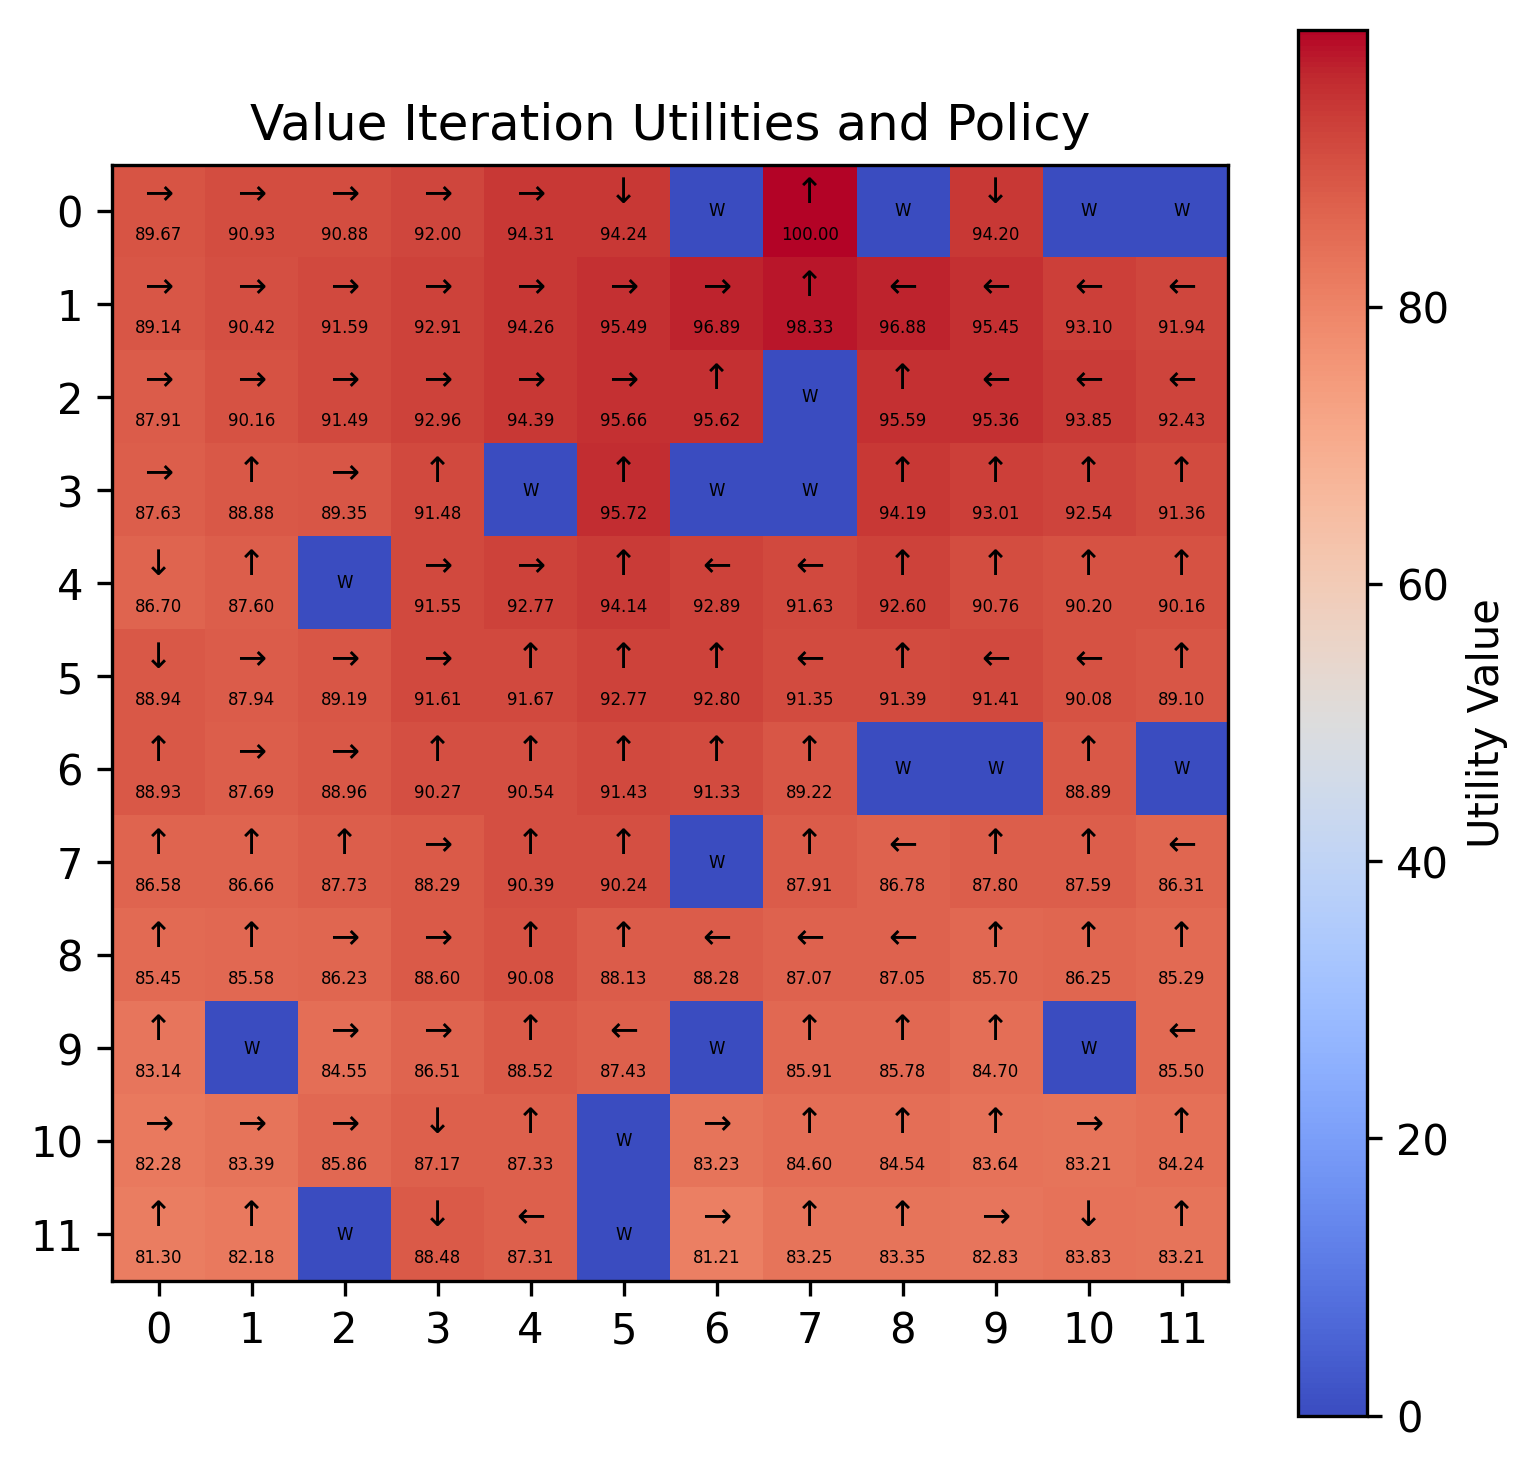 Value Iteration Utilities and Policy
0 → → → → → ↓ W ↑ W ↓ W W
89.67 90.93 90.88 92.00 94.31 94.24 100.00 94.20
1 → → → → → → → ↑ ← ← ← ←
89.14 90.42 91.59 92.91 94.26 95.49 96.89 98.33 96.88 95.45 93.10 91.94
2 → → → → → → ↑ W ↑ ← ← ←
87.91 90.16 91.49 92.96 94.39 95.66 95.62 95.59 95.36 93.85 92.43
3 → ↑ → ↑ W ↑ W W ↑ ↑ ↑ ↑
87.63 88.88 89.35 91.48 95.72 94.19 93.01 92.54 91.36
4 ↓ ↑ W → → ↑ ← ← ↑ ↑ ↑ ↑
86.70 87.60 91.55 92.77 94.14 92.89 91.63 92.60 90.76 90.20 90.16
5 ↓ → → → ↑ ↑ ↑ ← ↑ ← ← ↑
88.94 87.94 89.19 91.61 91.67 92.77 92.80 91.35 91.39 91.41 90.08 89.10
6 ↑ → → ↑ ↑ ↑ ↑ ↑ W W ↑ W
88.93 87.69 88.96 90.27 90.54 91.43 91.33 89.22 88.89
7 ↑ ↑ ↑ → ↑ ↑ W ↑ ← ↑ ↑ ←
86.58 86.66 87.73 88.29 90.39 90.24 87.91 86.78 87.80 87.59 86.31
8 ↑ ↑ → → ↑ ↑ ← ← ← ↑ ↑ ↑
85.45 85.58 86.23 88.60 90.08 88.13 88.28 87.07 87.05 85.70 86.25 85.29
9 ↑ W → → ↑ ← W ↑ ↑ ↑ W ←
83.14 84.55 86.51 88.52 87.43 85.91 85.78 84.70 85.50
10 → → → ↓ ↑ W → ↑ ↑ ↑ → ↑
82.28 83.39 85.86 87.17 87.33 83.23 84.60 84.54 83.64 83.21 84.24
11 ↑ ↑ W ↓ ← W → ↑ ↑ → ↓ ↑
81.30 82.18 88.48 87.31 81.21 83.25 83.35 82.83 83.83 83.21
0 1 2 3 4 5 6 7 8 9 10 11
80
60
40
20
0
Utility Value